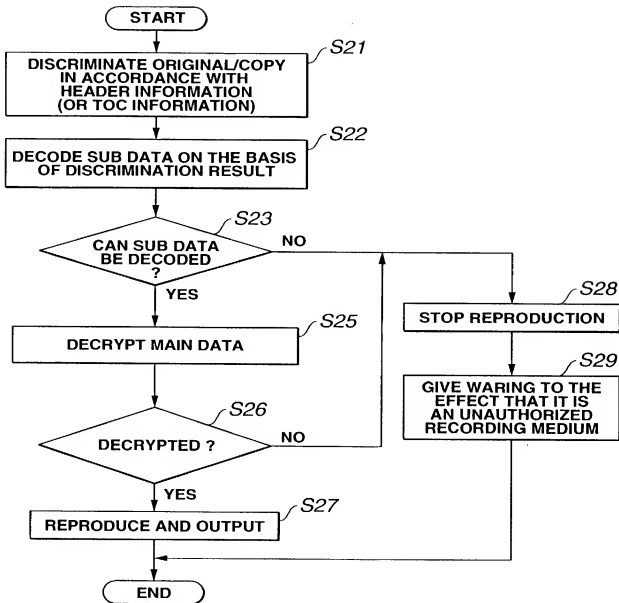 START
S21
DISCRIMINATE ORIGINAL/COPY
IN ACCORDANCE WITH
HEADER INFORMATION
(OR TOC INFORMATION)
S22
DECODE SUB DATA ON THE BASIS
OF DISCRIMINATION RESULT
S23
CAN SUB DATA
BE DECODED
?
NO
YES
S25
DECRYPT MAIN DATA
S26
DECRYPTED ?
NO
YES
S27
REPRODUCE AND OUTPUT
S28
STOP REPRODUCTION
S29
GIVE WARING TO THE
EFFECT THAT IT IS
AN UNAUTHORIZED
RECORDING MEDIUM
END